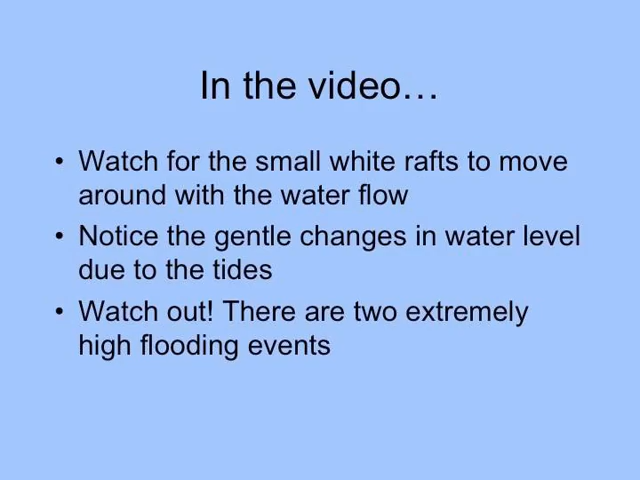 In the video…
• Watch for the small white rafts to move
around with the water flow
• Notice the gentle changes in water level
due to the tides
• Watch out! There are two extremely
high flooding events